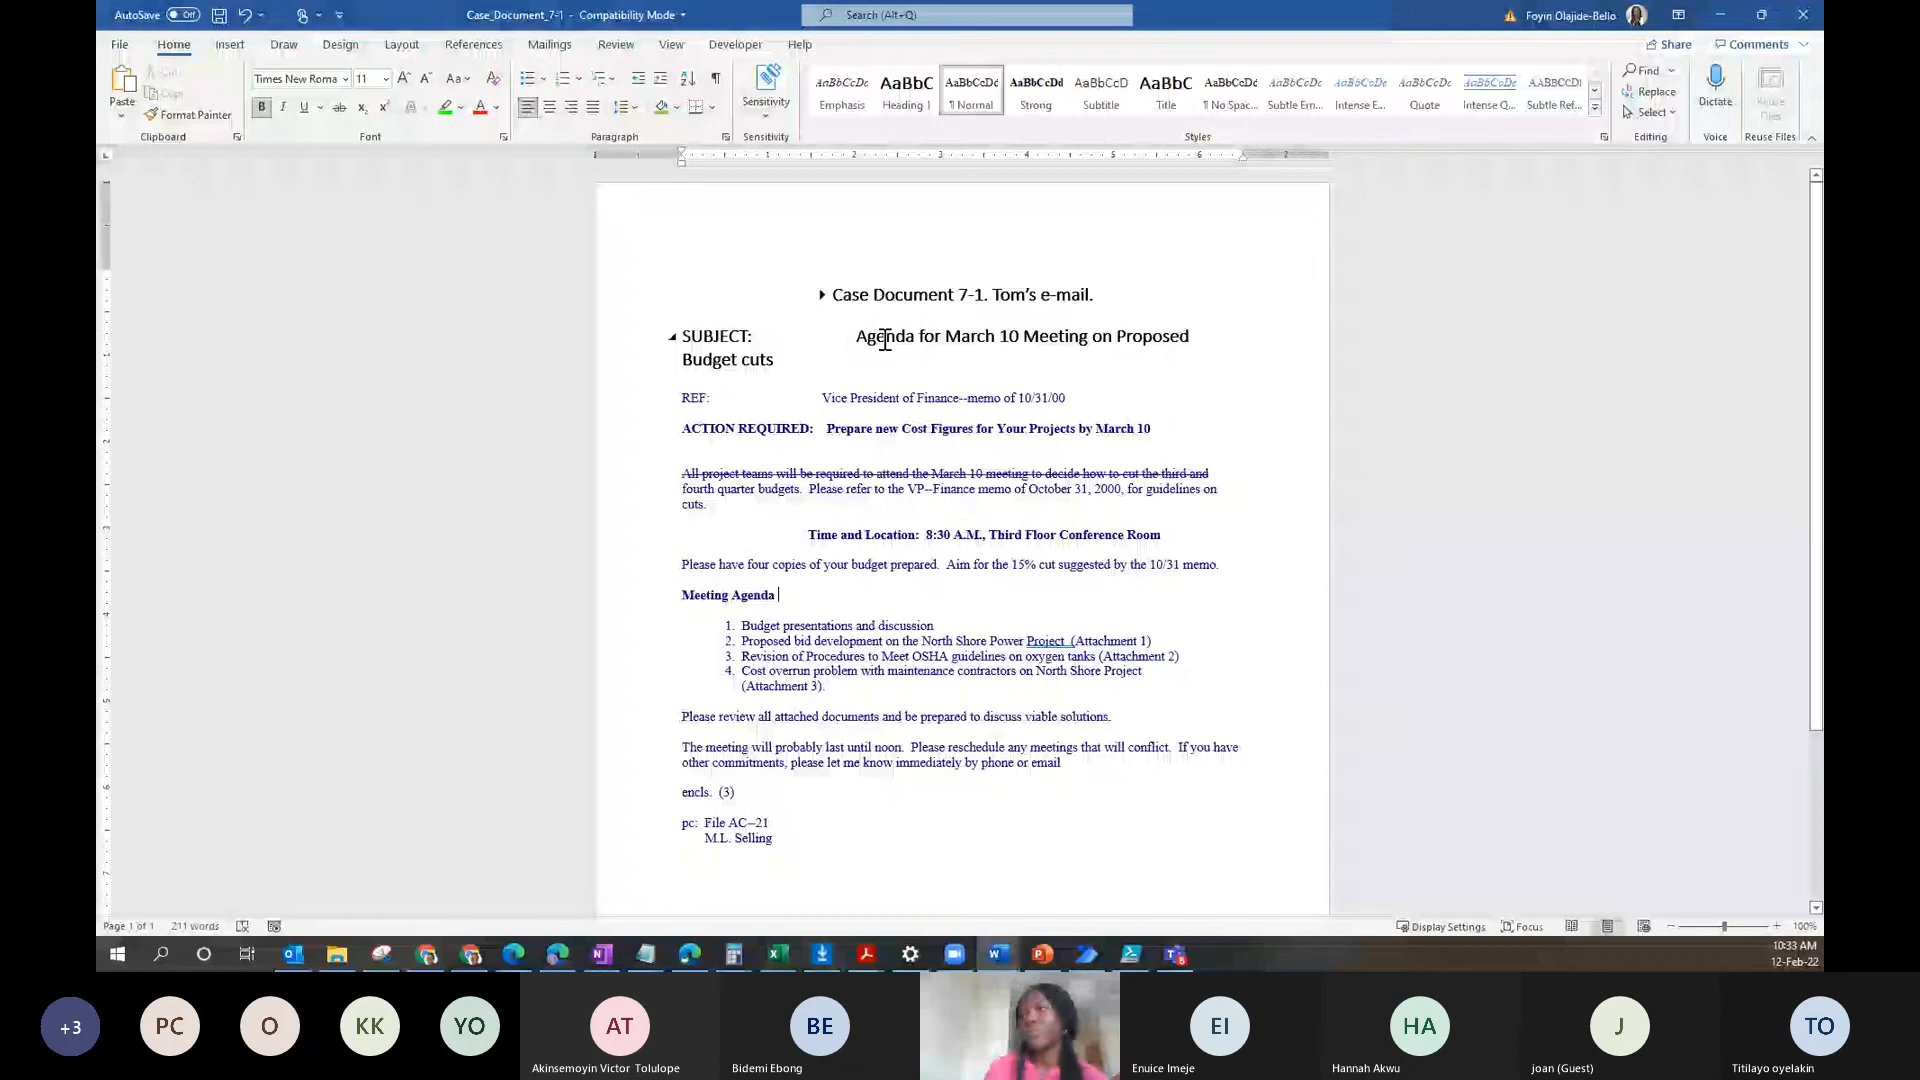 AutoSave Off
Case_Document_7-1 - Compatibility Mode
Search (Alt+Q)
Foyin Olajide-Bello
File Home Insert Draw Design Layout References Mailings Review View Developer Help
Share Comments
Paste
Cut
Copy
Format Painter
Clipboard
Times New Roma 11
Font
Paragraph
Sensitivity
Sensitivity
AaBbCcDc AaBbC AaBbCcDd AaBbCcDd AaBbCcD AaBbC AaBbCcDd AaBbCcDc AaBbCcDc AaBbCcDc AaBbCcDc AABBCCDI
Emphasis Heading 1 ¶ Normal Strong Subtitle Title ¶ No Spac... Subtle Em... Intense E... Quote Intense Q... Subtle Ref...
Styles
Find
Replace
Select
Editing
Dictate
Voice
Reuse Files
Reuse Files
1 2 3 4 5 6 7
Case Document 7-1. Tom’s e-mail.
SUBJECT: Agenda for March 10 Meeting on Proposed
Budget cuts
REF: Vice President of Finance--memo of 10/31/00
ACTION REQUIRED: Prepare new Cost Figures for Your Projects by March 10
All project teams will be required to attend the March 10 meeting to decide how to cut the third and
fourth quarter budgets. Please refer to the VP--Finance memo of October 31, 2000, for guidelines on
cuts.
Time and Location: 8:30 A.M., Third Floor Conference Room
Please have four copies of your budget prepared. Aim for the 15% cut suggested by the 10/31 memo.
Meeting Agenda
1. Budget presentations and discussion
2. Proposed bid development on the North Shore Power Project (Attachment 1)
3. Revision of Procedures to Meet OSHA guidelines on oxygen tanks (Attachment 2)
4. Cost overrun problem with maintenance contractors on North Shore Project
(Attachment 3).
Please review all attached documents and be prepared to discuss viable solutions.
The meeting will probably last until noon. Please reschedule any meetings that will conflict. If you have
other commitments, please let me know immediately by phone or email
encls. (3)
pc: File AC--21
M.L. Selling
Page 1 of 1 211 words
Display Settings Focus 100%
10:33 AM
12-Feb-22
+3 PC O KK YO AT BE EI HA J TO
Akinsemoyin Victor Tolulope
Bidemi Ebong
Enuice Imeje
Hannah Akwu
joan (Guest)
Titilayo oyelakin